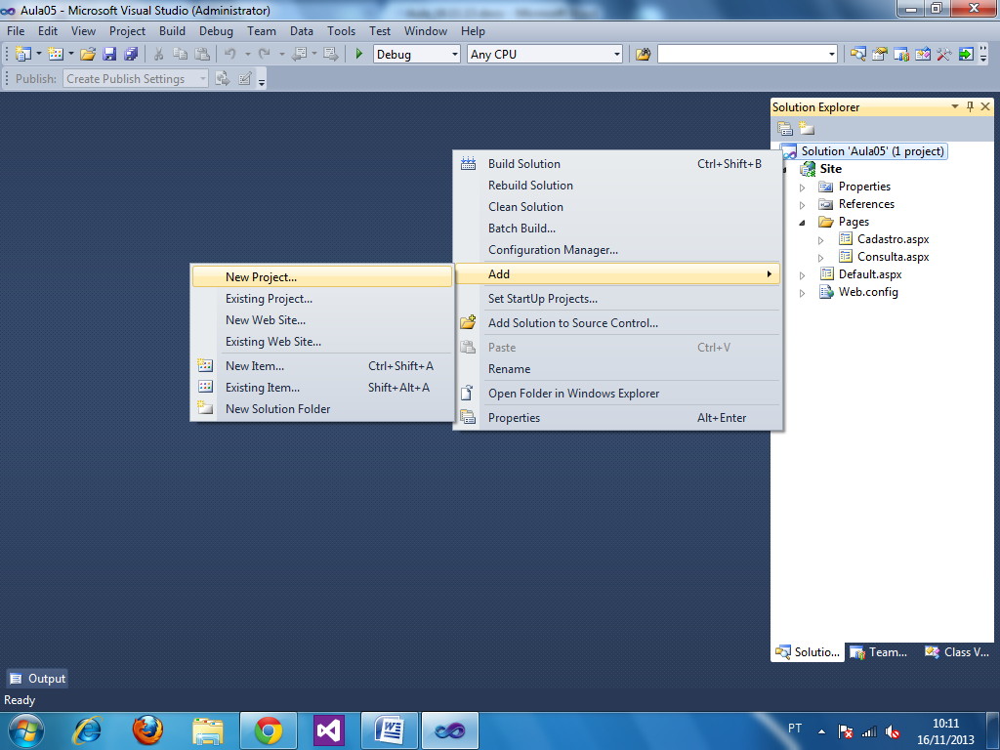 Aula05 - Microsoft Visual Studio (Administrator)
File Edit View Project Build Debug Team Data Tools Test Window Help
Debug Any CPU
Publish: Create Publish Settings
Solution Explorer
Solution 'Aula05' (1 project)
Site
Properties
References
Pages
Cadastro.aspx
Consulta.aspx
Default.aspx
Web.config
Build Solution Ctrl+Shift+B
Rebuild Solution
Clean Solution
Batch Build...
Configuration Manager...
Add
Set StartUp Projects...
Add Solution to Source Control...
Paste Ctrl+V
Rename
Open Folder in Windows Explorer
Properties Alt+Enter
New Project...
Existing Project...
New Web Site...
Existing Web Site...
New Item... Ctrl+Shift+A
Existing Item... Shift+Alt+A
New Solution Folder
Solutio... Team... Class V...
Output
Ready
PT
10:11
16/11/2013